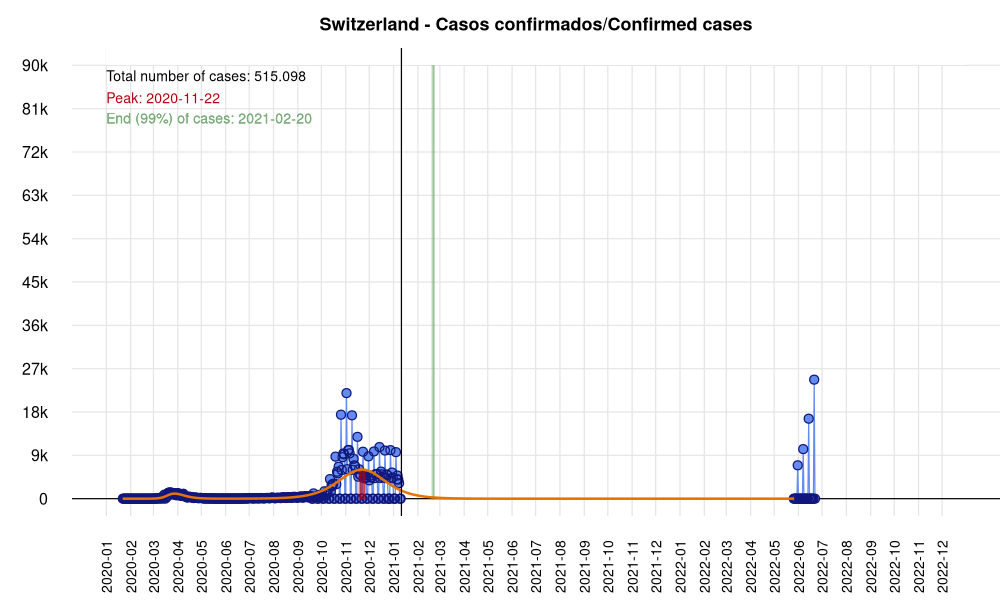 Switzerland - Casos confirmados/Confirmed cases
90k
Total number of cases: 515.098
Peak: 2020-11-22
81k
End (99%) of cases: 2021-02-20
72k
63k
54k
45k
36k
27k
18k
9k
0
2020-01
2020-02
2020-03
2020-04
2020-05
2020-06
2020-07
2020-08
2020-09
2020-10
2020-11
2020-12
2021-01
2021-02
2021-03
2021-04
2021-05
2021-06
2021-07
2021-08
2021-09
2021-10
2021-11
2021-12
2022-01
2022-02
2022-03
2022-04
2022-05
2022-06
2022-07
2022-08
2022-09
2022-10
2022-11
2022-12